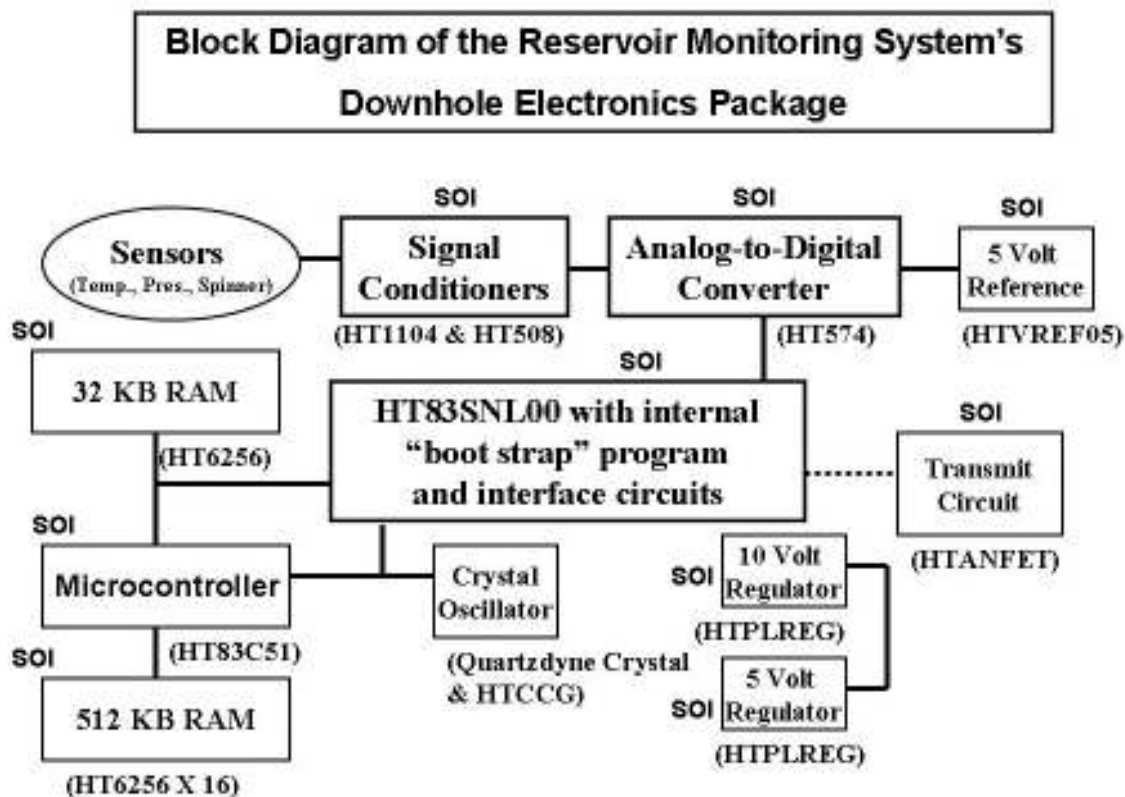 Block Diagram of the Reservoir Monitoring System's
Downhole Electronics Package
SOI
SOI
SOI
Sensors
(Temp., Pres., Spinner)
Signal
Conditioners
Analog-to-Digital
Converter
5 Volt
Reference
(HT1104 & HT508)
(HT574)
(HTVREF05)
SOI
SOI
32 KB RAM
(HT6256)
HT83SNL00 with internal
“boot strap” program
and interface circuits
SOI
Transmit
Circuit
(HTANFET)
SOI
Microcontroller
(HT83C51)
Crystal
Oscillator
(Quartzdyne Crystal
& HTCCG)
SOI
10 Volt
Regulator
(HTPLREG)
SOI
5 Volt
Regulator
(HTPLREG)
SOI
512 KB RAM
(HT6256 X 16)